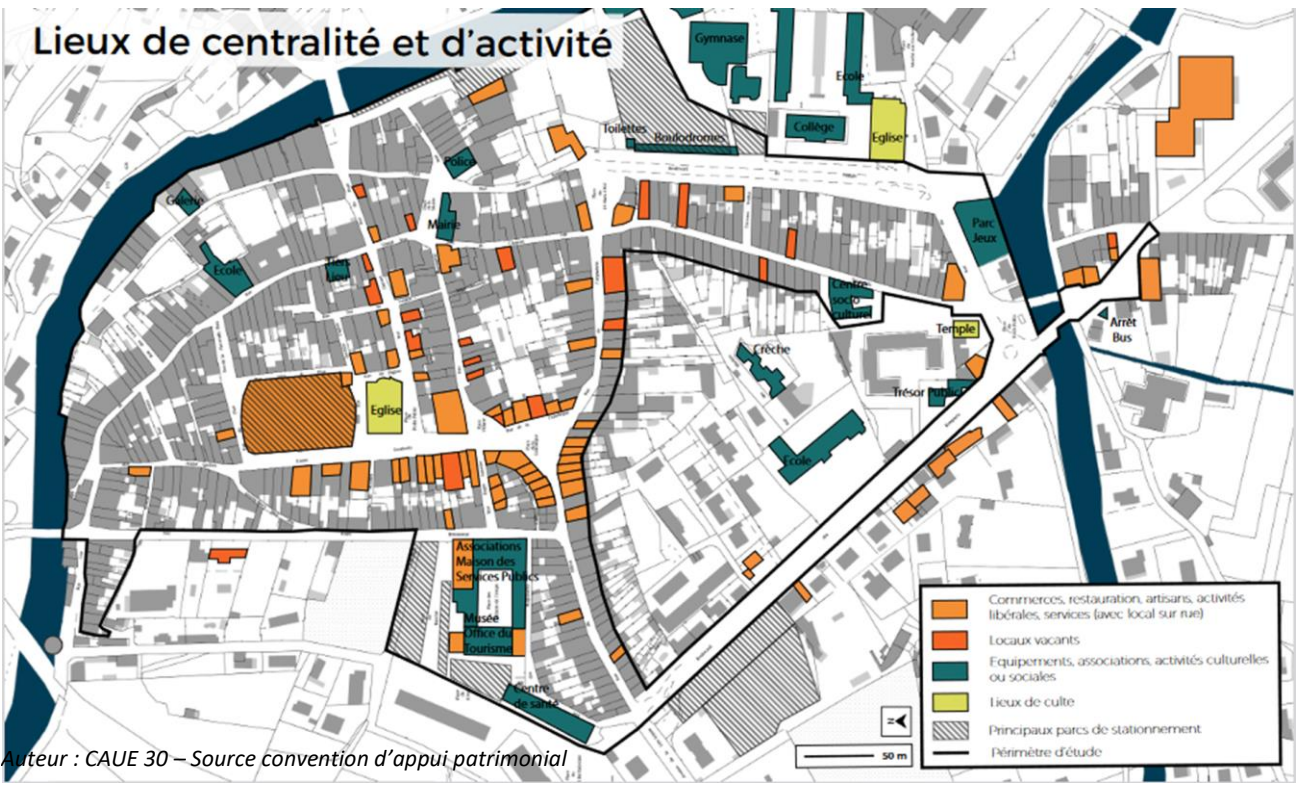 Lieux de centralité et d'activité
Gymnase
Ecole
Collège
Eglise
Toilettes
Boulodromes
Police
Galerie
Mairie
Parc
Jeux
Ecole
Tiers
Lieu
Centre
socio
culturel
Temple
Arrêt
Bus
Crèche
Trésor Public
Eglise
Ecole
Associations
Maison des
Services Publics
Musée
Office du
Tourisme
Centre
de santé
Commerces, restauration, artisans, activités
libérales, services (avec local sur rue)
Locaux vacants
Equipements, associations, activités culturelles
ou sociales
Lieux de culte
Principaux parcs de stationnement
Périmètre d'étude
N
50 m
Auteur : CAUE 30 – Source convention d'appui patrimonial